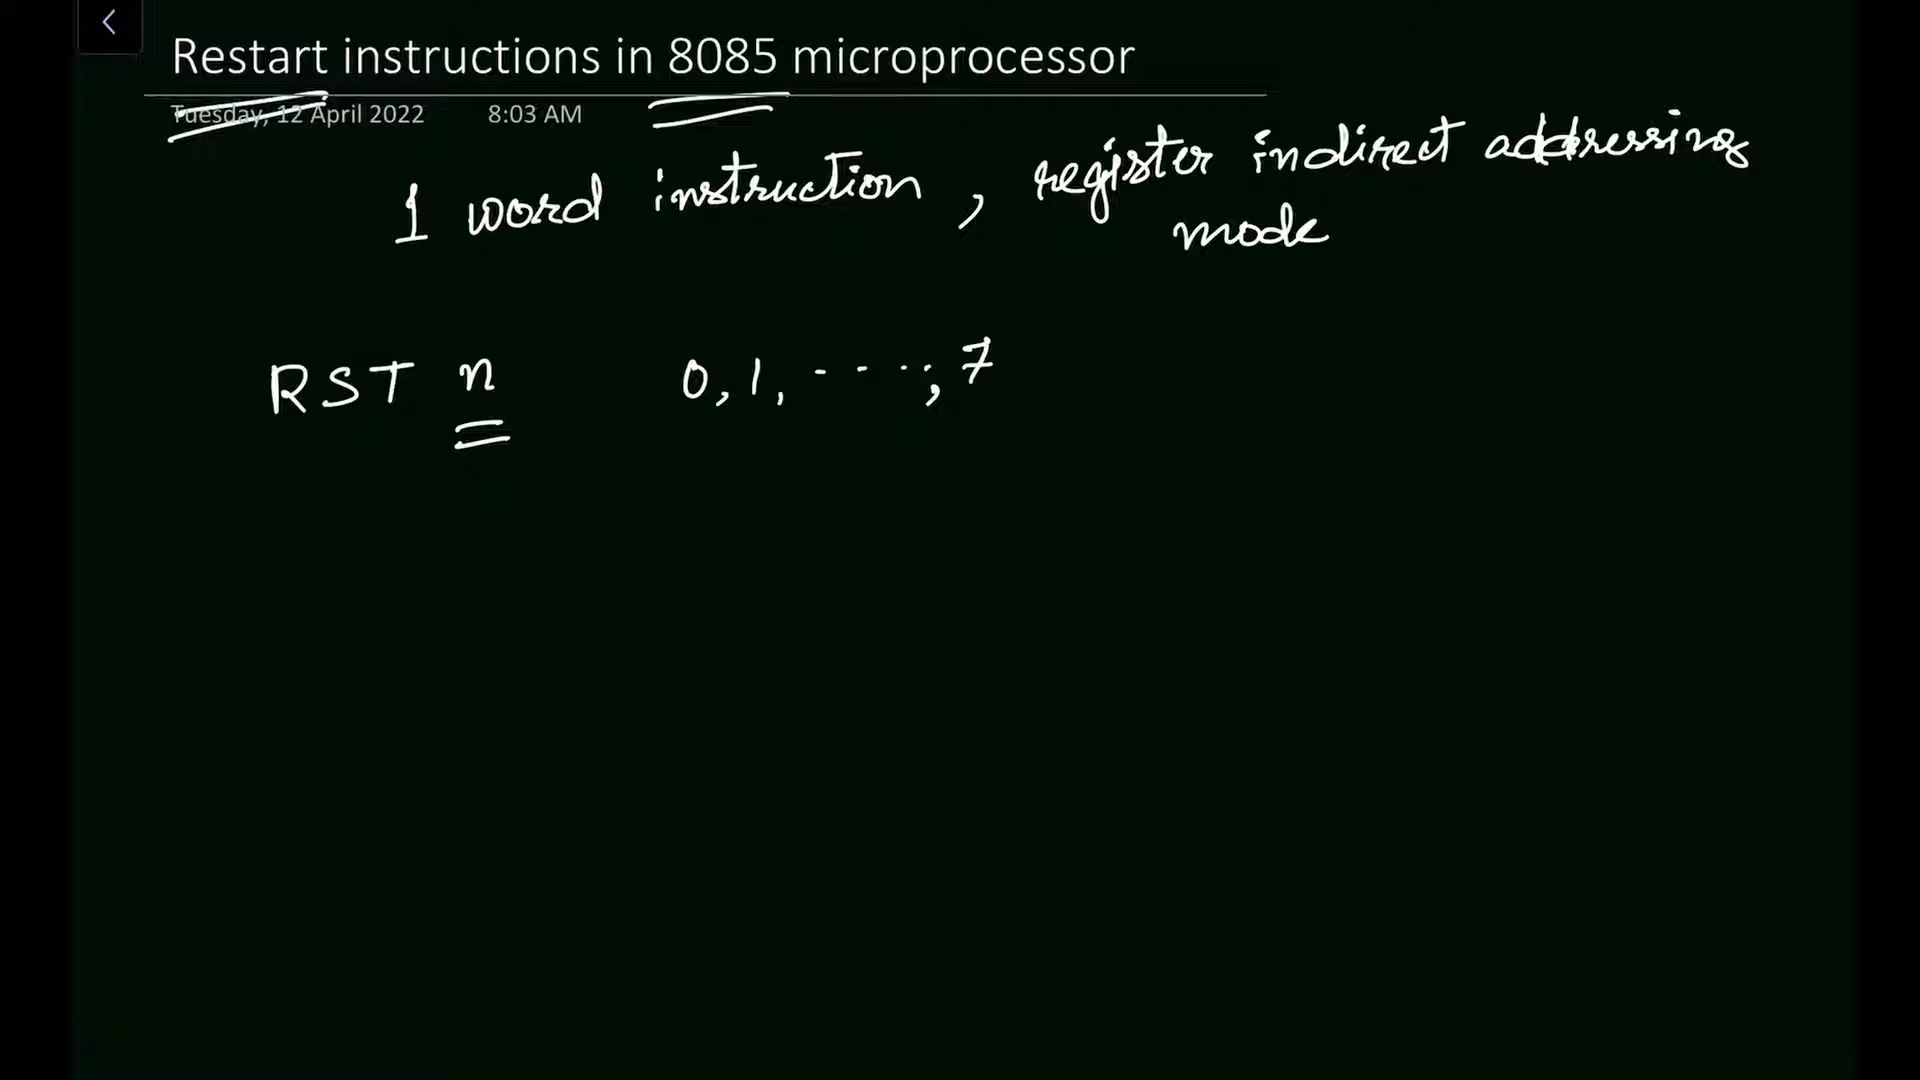 Restart instructions in 8085 microprocessor
Tuesday, 12 April 2022 8:03 AM
1 word instruction, register indirect addressing
mode
RST n 0, 1, ....., 7